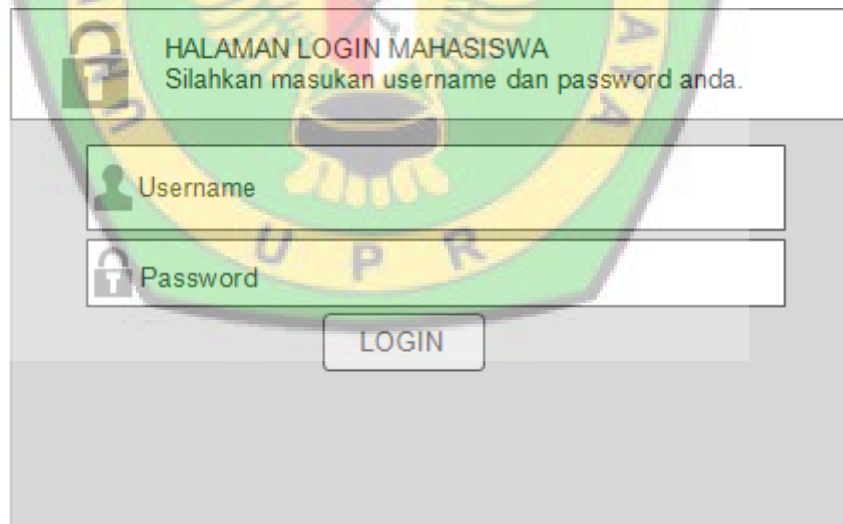 HALAMAN LOGIN MAHASISWA
Silahkan masukan username dan password anda.
Username
Password
U P R
LOGIN